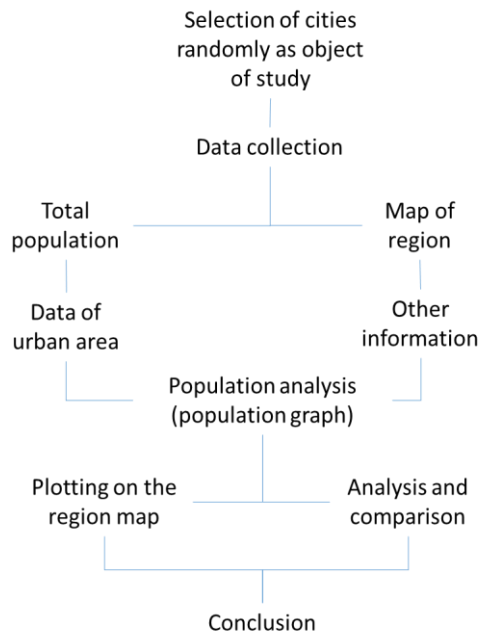 Selection of cities
randomly as object
of study
Data collection
Total
population
Map of
region
Data of
urban area
Other
information
Population analysis
(population graph)
Plotting on the
region map
Analysis and
comparison
Conclusion